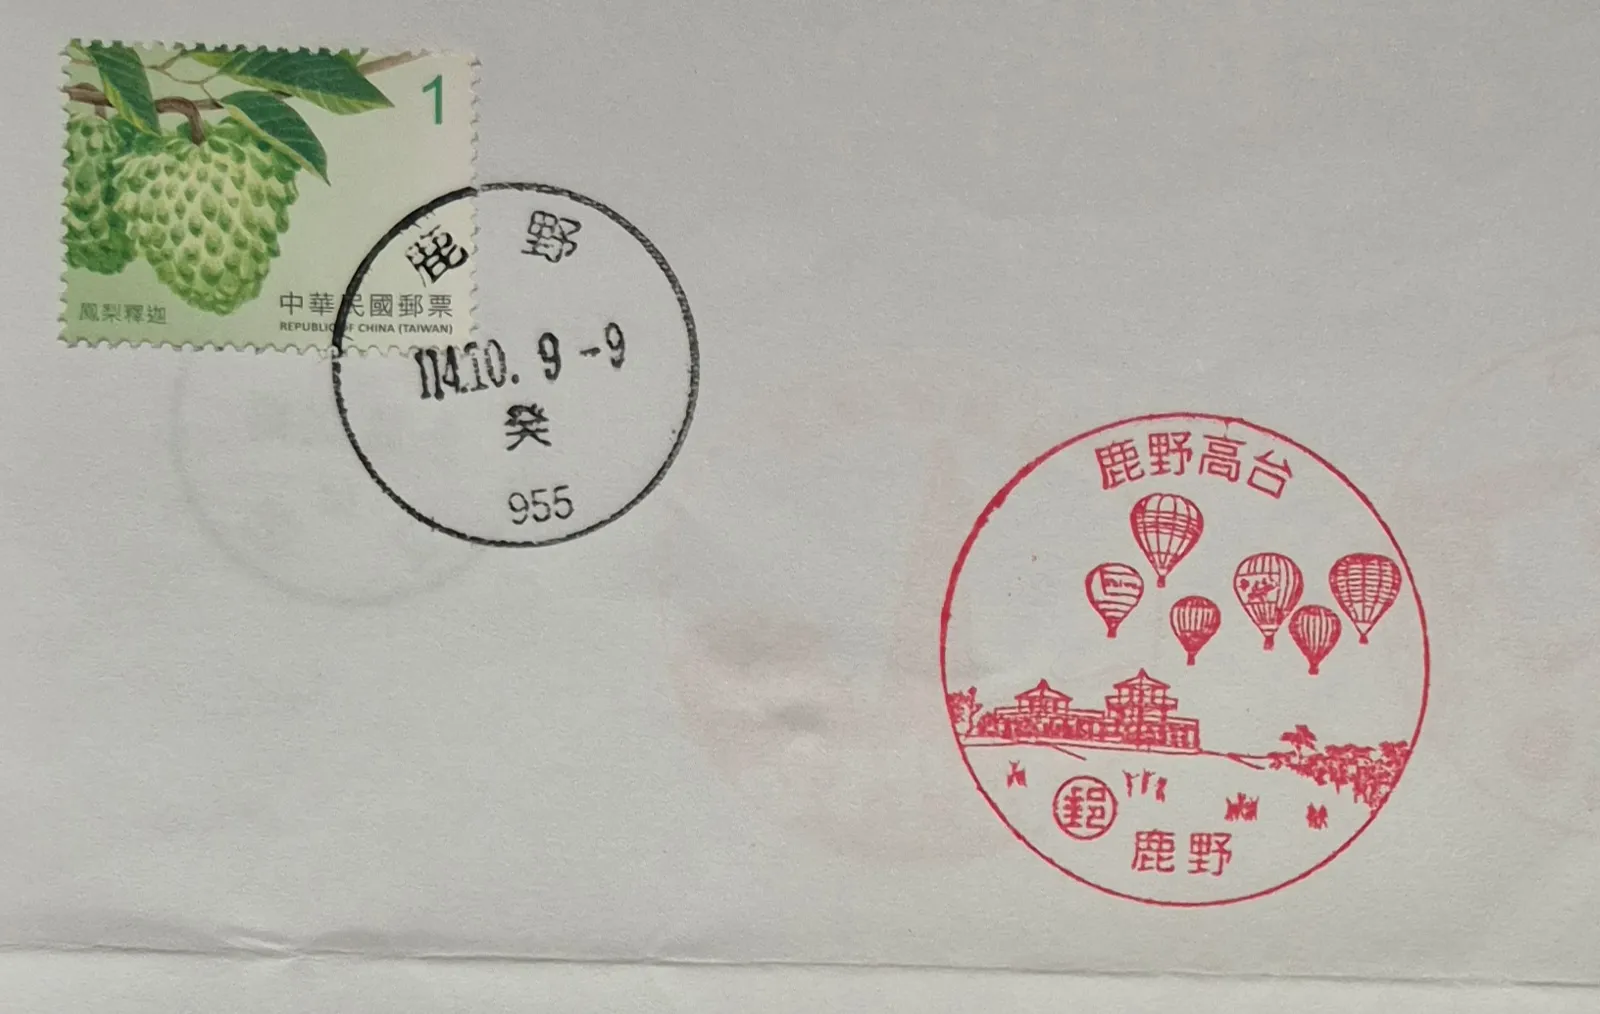 1
鳳梨釋迦
中華民國郵票
REPUBLIC OF CHINA (TAIWAN)
鹿野
114.10. 9 -9
癸
955
鹿野高台
郵
鹿野